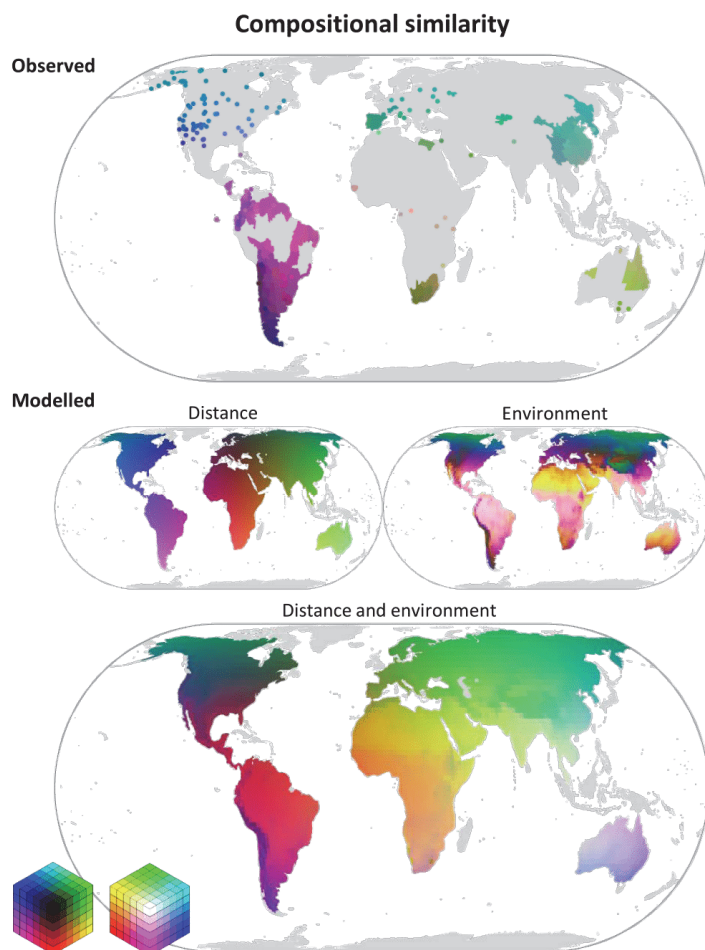 Compositional similarity
Observed
Modelled
Distance
Environment
Distance and environment